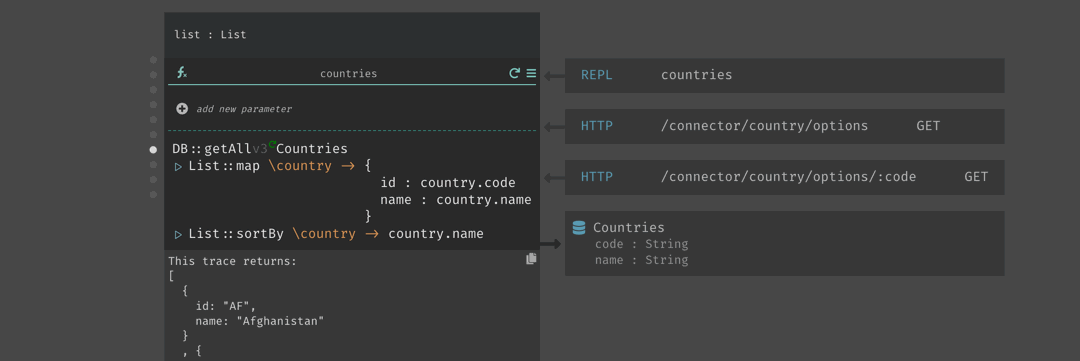 list : List
countries
add new parameter
DB::getAllv3Countries
List::map \country -> {
id : country.code
name : country.name
}
List::sortBy \country -> country.name
This trace returns:
[
{
id: "AF",
name: "Afghanistan"
}
, {
REPL countries
HTTP /connector/country/options GET
HTTP /connector/country/options/:code GET
Countries
code : String
name : String